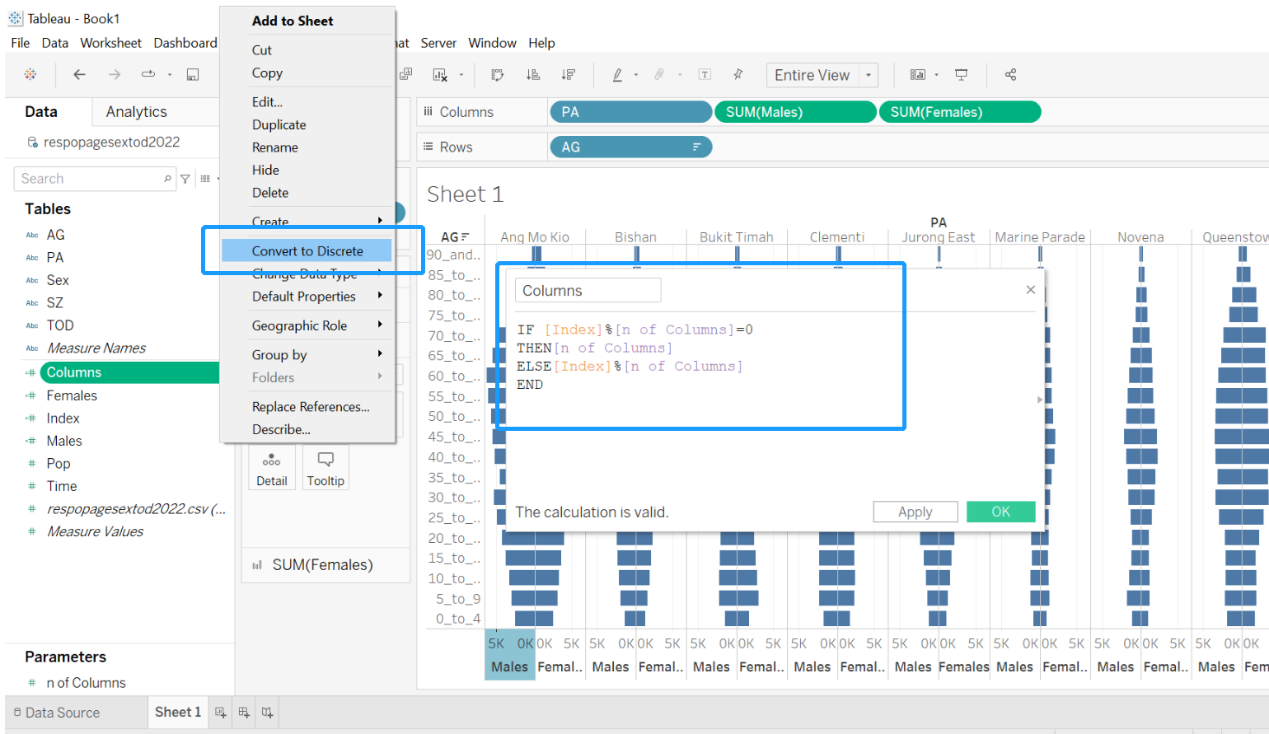 Tableau - Book1
File Data Worksheet Dashboard Server Window Help
Entire View
Add to Sheet
Cut
Copy
Edit...
Duplicate
Rename
Hide
Delete
Create
Convert to Discrete
Change Data Type
Default Properties
Geographic Role
Group by
Folders
Replace References...
Describe...
Data Analytics
respopagesextod2022
Search
Tables
Abc AG
Abc PA
Abc Sex
Abc SZ
Abc TOD
Abc Measure Names
# Columns
# Females
# Index
# Males
# Pop
# Time
# respopagesextod2022.csv (...
# Measure Values
Parameters
# n of Columns
Detail Tooltip
SUM(Females)
Columns PA SUM(Males) SUM(Females)
Rows AG
Sheet 1
PA
AG Ang Mo Kio Bishan Bukit Timah Clementi Jurong East Marine Parade Novena Queenstow
90_and..
85_to_..
80_to_..
75_to_..
70_to_..
65_to_..
60_to_..
55_to_..
50_to_..
45_to_..
40_to_..
35_to_..
30_to_..
25_to_..
20_to_..
15_to_..
10_to_..
5_to_9
0_to_4
Columns
IF [Index]%[n of Columns]=0
THEN[n of Columns]
ELSE[Index]%[n of Columns]
END
The calculation is valid.
Apply OK
5K 0K 0K 5K 5K 0K 0K 5K 5K 0K 0K 5K 5K 0K 0K 5K 5K 0K 0K 5K 5K 0K 0K 5K 5K 0K 0K 5K 5K 0K 0K
Males Femal.. Males Femal.. Males Femal.. Males Femal.. Males Females Males Femal.. Males Femal.. Males Fem
Data Source Sheet 1